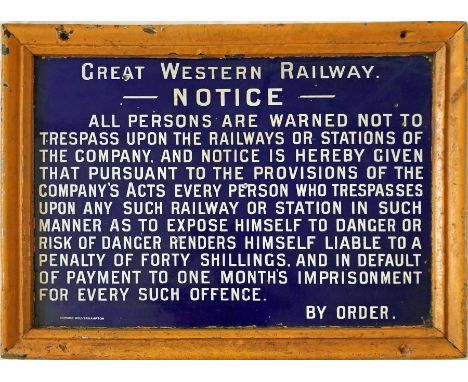 GREAT WESTERN RAILWAY.
— NOTICE —
ALL PERSONS ARE WARNED NOT TO
TRESPASS UPON THE RAILWAYS OR STATIONS OF
THE COMPANY, AND NOTICE IS HEREBY GIVEN
THAT PURSUANT TO THE PROVISIONS OF THE
COMPANY'S ACTS EVERY PERSON WHO TRESPASSES
UPON ANY SUCH RAILWAY OR STATION IN SUCH
MANNER AS TO EXPOSE HIMSELF TO DANGER OR
RISK OF DANGER RENDERS HIMSELF LIABLE TO A
PENALTY OF FORTY SHILLINGS, AND IN DEFAULT
OF PAYMENT TO ONE MONTH'S IMPRISONMENT
FOR EVERY SUCH OFFENCE.
BY ORDER.
WOLVERHAMPTON